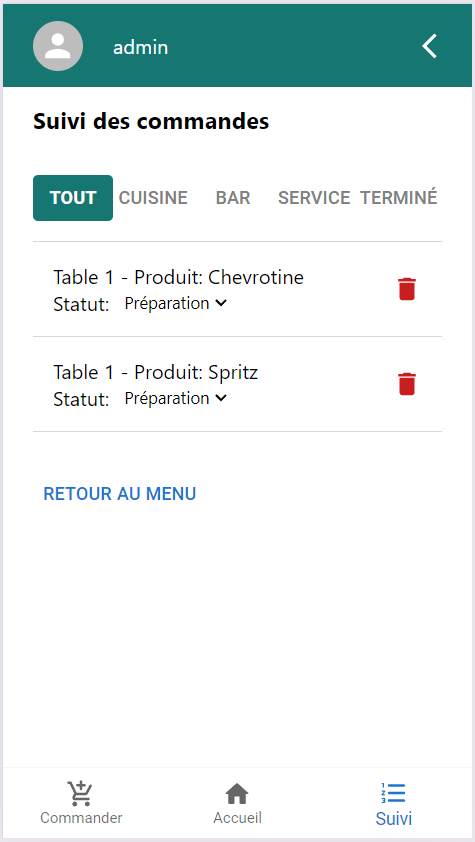 admin
Suivi des commandes
TOUT CUISINE BAR SERVICE TERMINÉ
Table 1 - Produit: Chevrotine
Statut: Préparation
Table 1 - Produit: Spritz
Statut: Préparation
RETOUR AU MENU
Commander Accueil Suivi